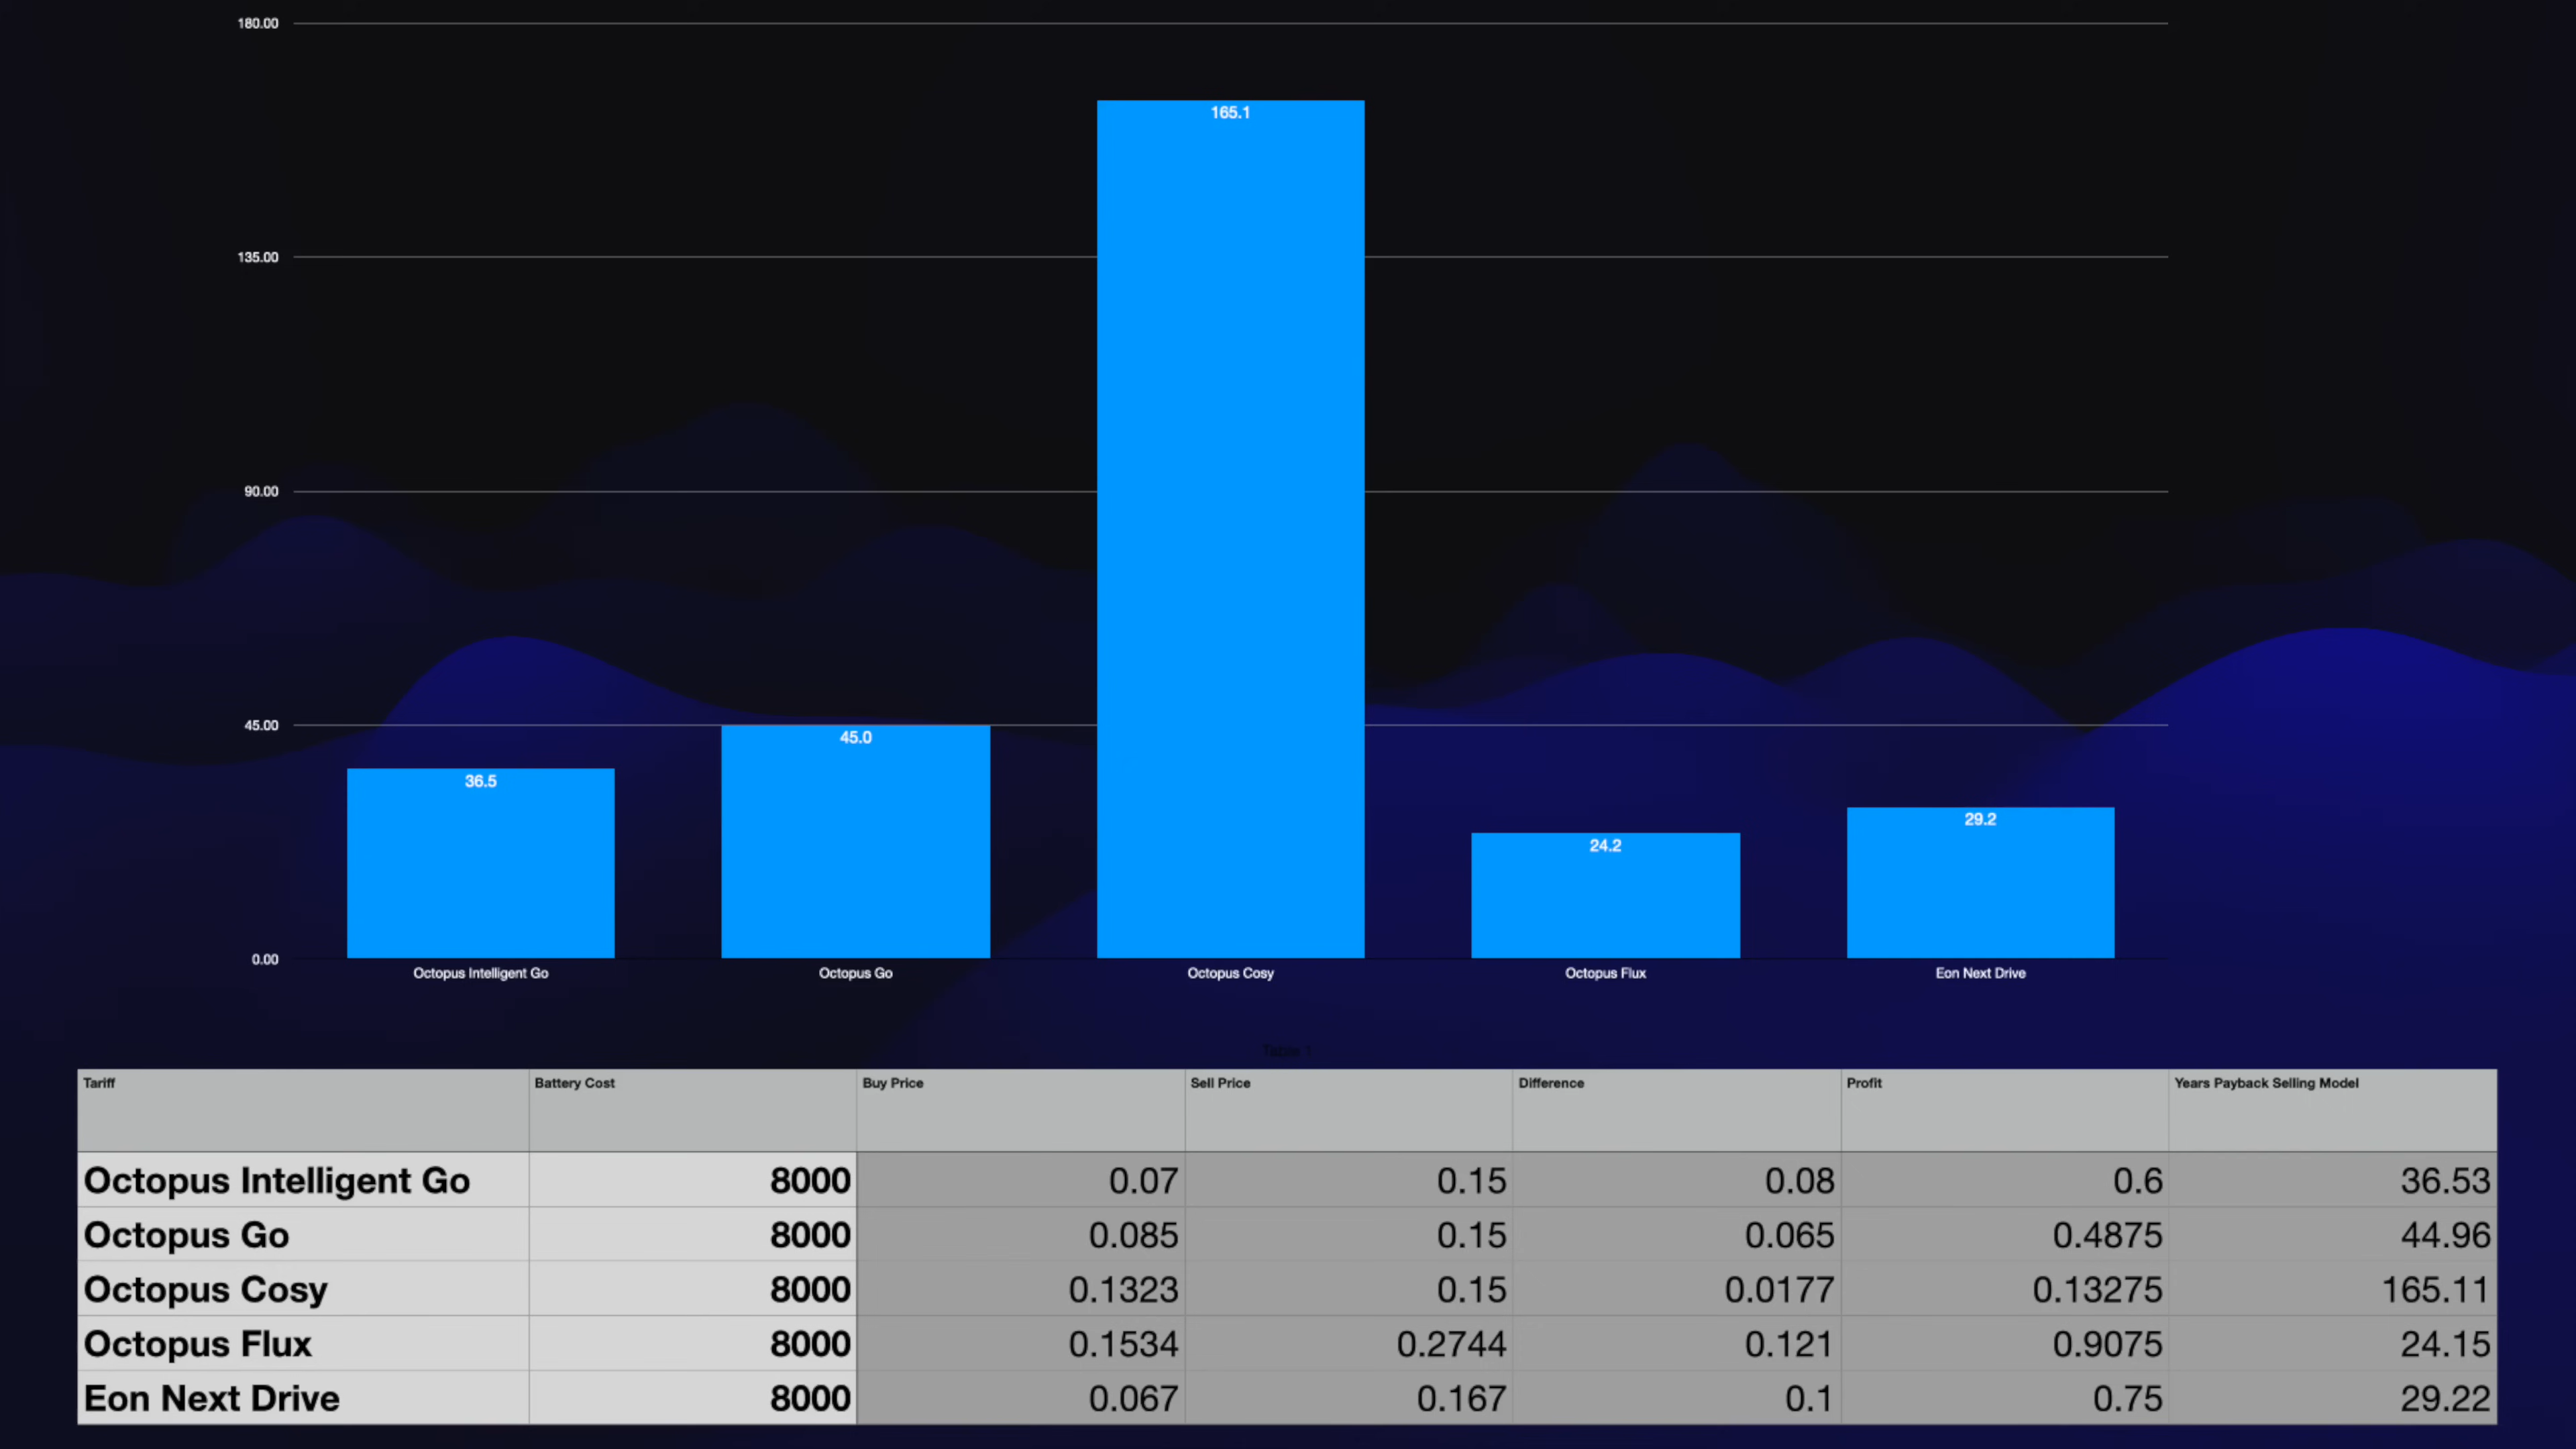 180.00
165.1
135.00
90.00
45.00
45.0
36.5
29.2
24.2
0.00
Octopus Intelligent Go Octopus Go Octopus Cosy Octopus Flux Eon Next Drive
Table 1
Tariff Battery Cost Buy Price Sell Price Difference Profit Years Payback Selling Model
Octopus Intelligent Go 8000 0.07 0.15 0.08 0.6 36.53
Octopus Go 8000 0.085 0.15 0.065 0.4875 44.96
Octopus Cosy 8000 0.1323 0.15 0.0177 0.13275 165.11
Octopus Flux 8000 0.1534 0.2744 0.121 0.9075 24.15
Eon Next Drive 8000 0.067 0.167 0.1 0.75 29.22